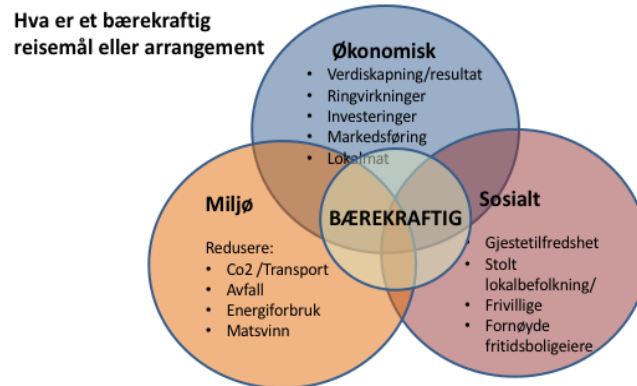 Hva er et bærekraftig
reisemål eller arrangement
Økonomisk
• Verdiskapning/resultat
• Ringvirkninger
• Investeringer
• Markedsføring
• Lokalmat
Miljø
Redusere:
• Co2 /Transport
• Avfall
• Energiforbruk
• Matsvinn
BÆREKRAFTIG
Sosialt
• Gjestetilfredshet
• Stolt
lokalbefolkning/
• Frivillige
• Fornøyde
fritidsboligeiere